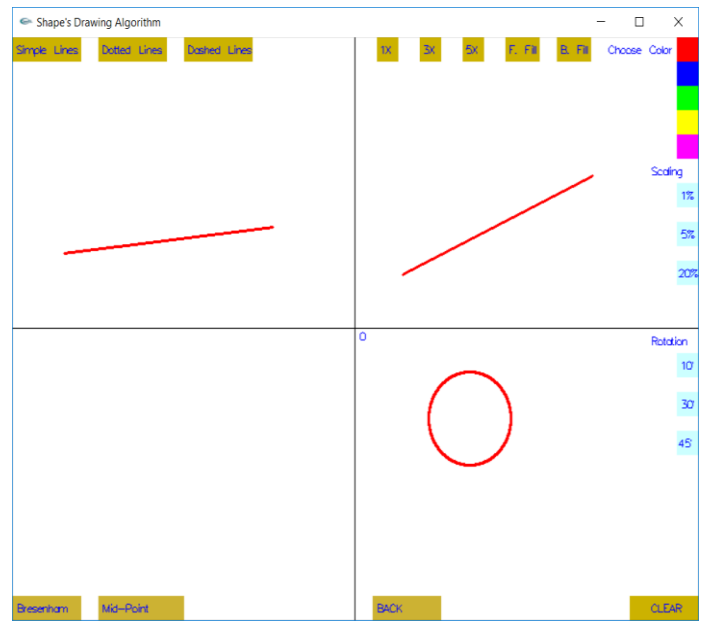 Shape's Drawing Algorithm
Simple Lines Dotted Lines Dashed Lines 1X 3X 5X F. Fill B. Fill Choose Color
Scaling
1%
5%
20%
O
Rotation
10'
30'
45'
Bresenham Mid-Point BACK CLEAR